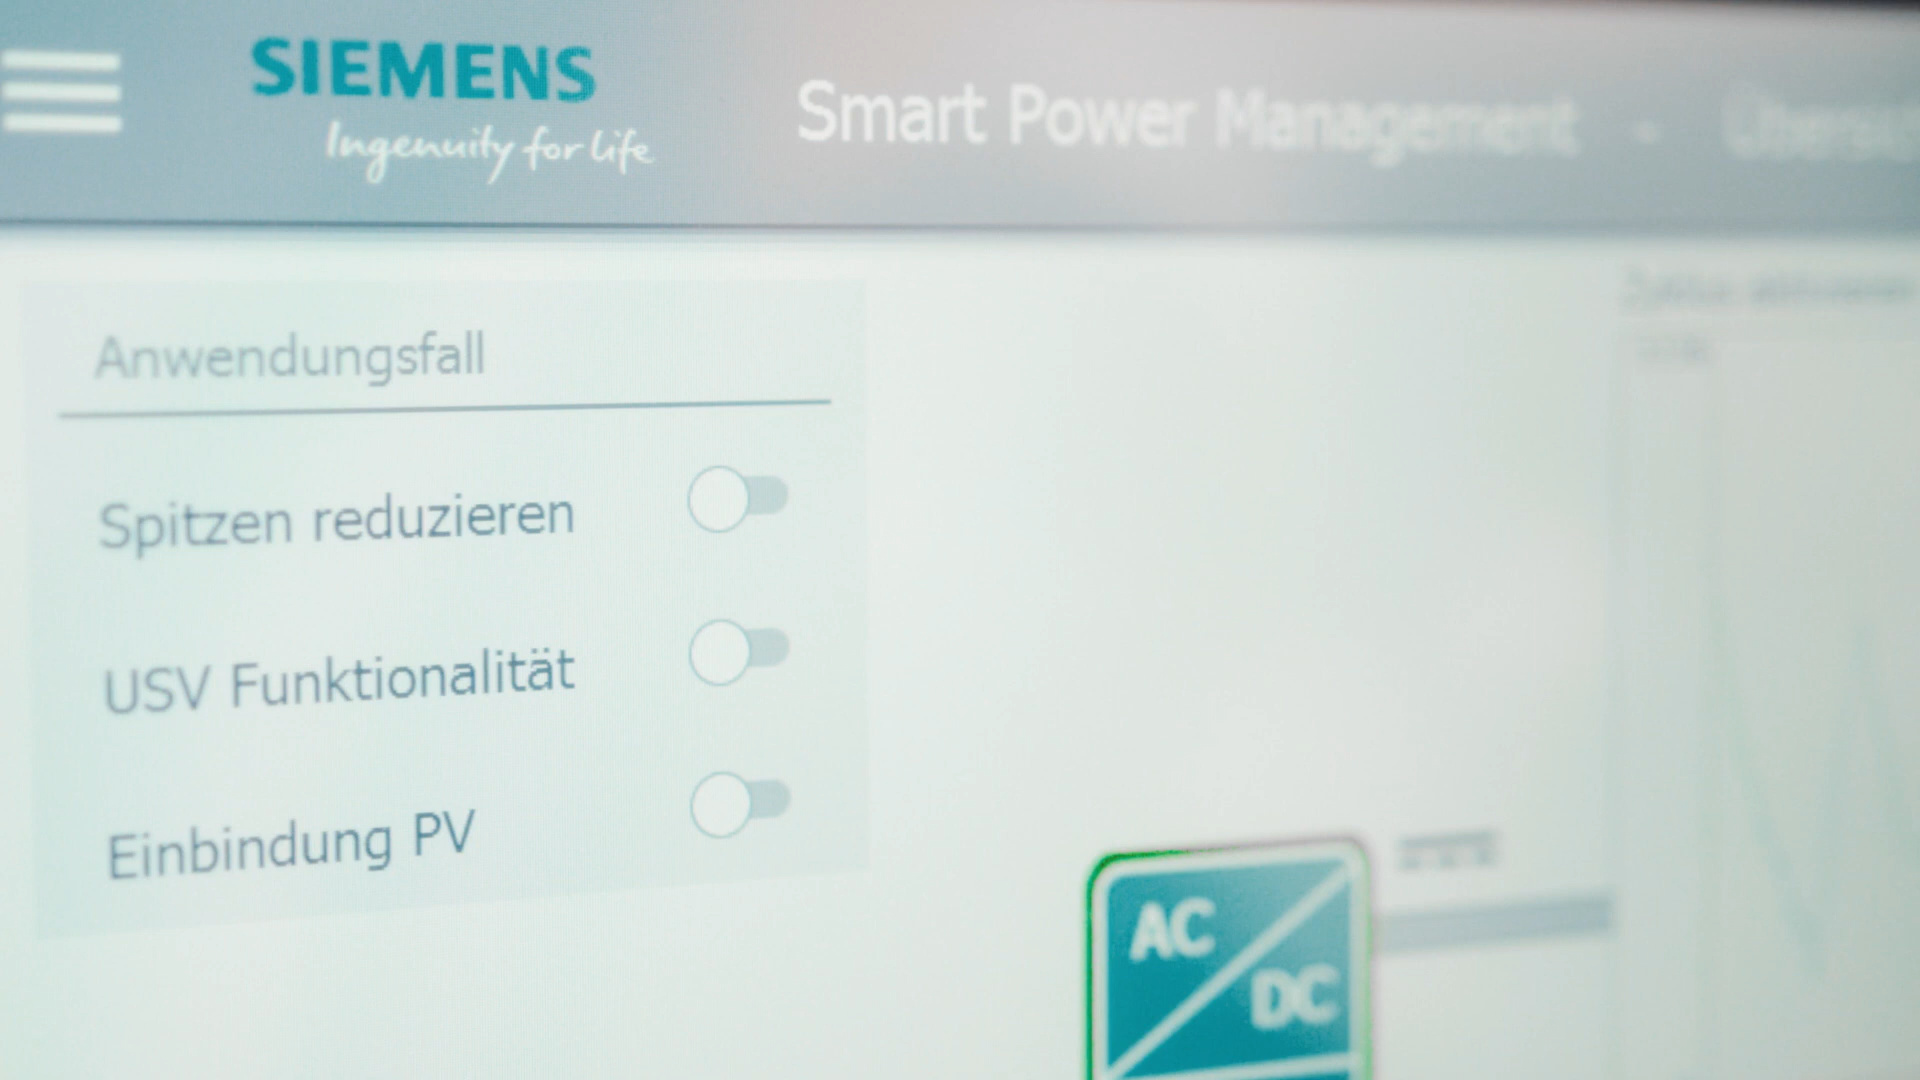 SIEMENS
Ingenuity for life
Smart Power Management -
Anwendungsfall
Spitzen reduzieren
USV Funktionalität
Einbindung PV
AC
DC